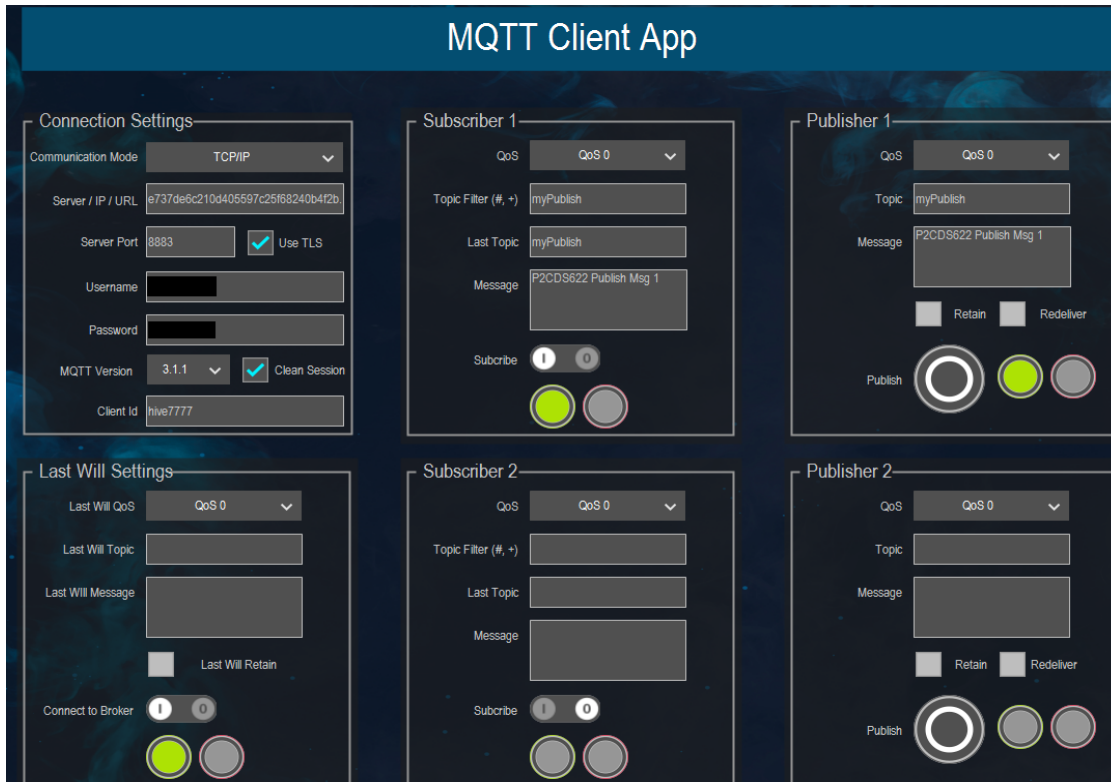 MQTT Client App
Connection Settings
Communication Mode TCP/IP
Server / IP / URL e737de6c210d405597c25f68240b4f2b.
Server Port 8883 Use TLS
Username
Password
MQTT Version 3.1.1 Clean Session
Client Id hive7777
Subscriber 1
QoS QoS 0
Topic Filter (#, +) myPublish
Last Topic myPublish
Message P2CDS622 Publish Msg 1
Subcribe I O
Publisher 1
QoS QoS 0
Topic myPublish
Message P2CDS622 Publish Msg 1
Retain Redeliver
Publish
Last Will Settings
Last Will QoS QoS 0
Last Will Topic
Last Will Message
Last Will Retain
Connect to Broker I O
Subscriber 2
QoS QoS 0
Topic Filter (#, +)
Last Topic
Message
Subcribe I O
Publisher 2
QoS QoS 0
Topic
Message
Retain Redeliver
Publish